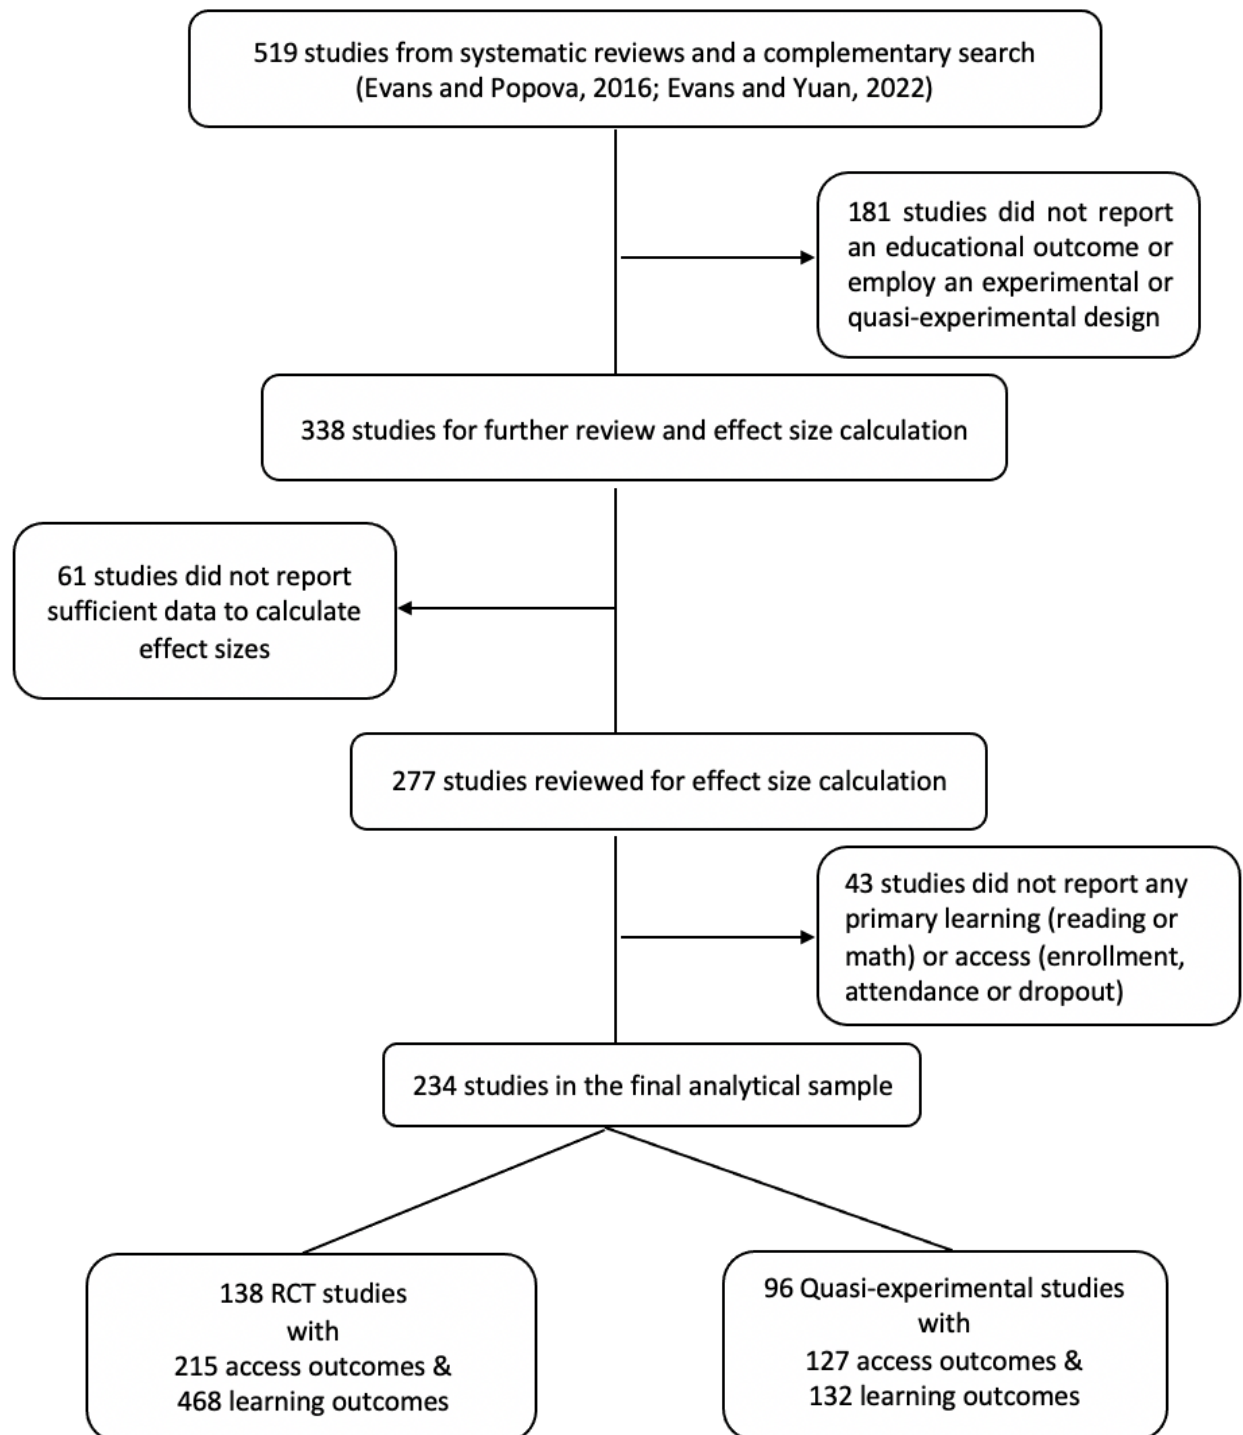 519 studies from systematic reviews and a complementary search
(Evans and Popova, 2016; Evans and Yuan, 2022)
181 studies did not report
an educational outcome or
employ an experimental or
quasi-experimental design
338 studies for further review and effect size calculation
61 studies did not report
sufficient data to calculate
effect sizes
277 studies reviewed for effect size calculation
43 studies did not report any
primary learning (reading or
math) or access (enrollment,
attendance or dropout)
234 studies in the final analytical sample
138 RCT studies
with
215 access outcomes &
468 learning outcomes
96 Quasi-experimental studies
with
127 access outcomes &
132 learning outcomes